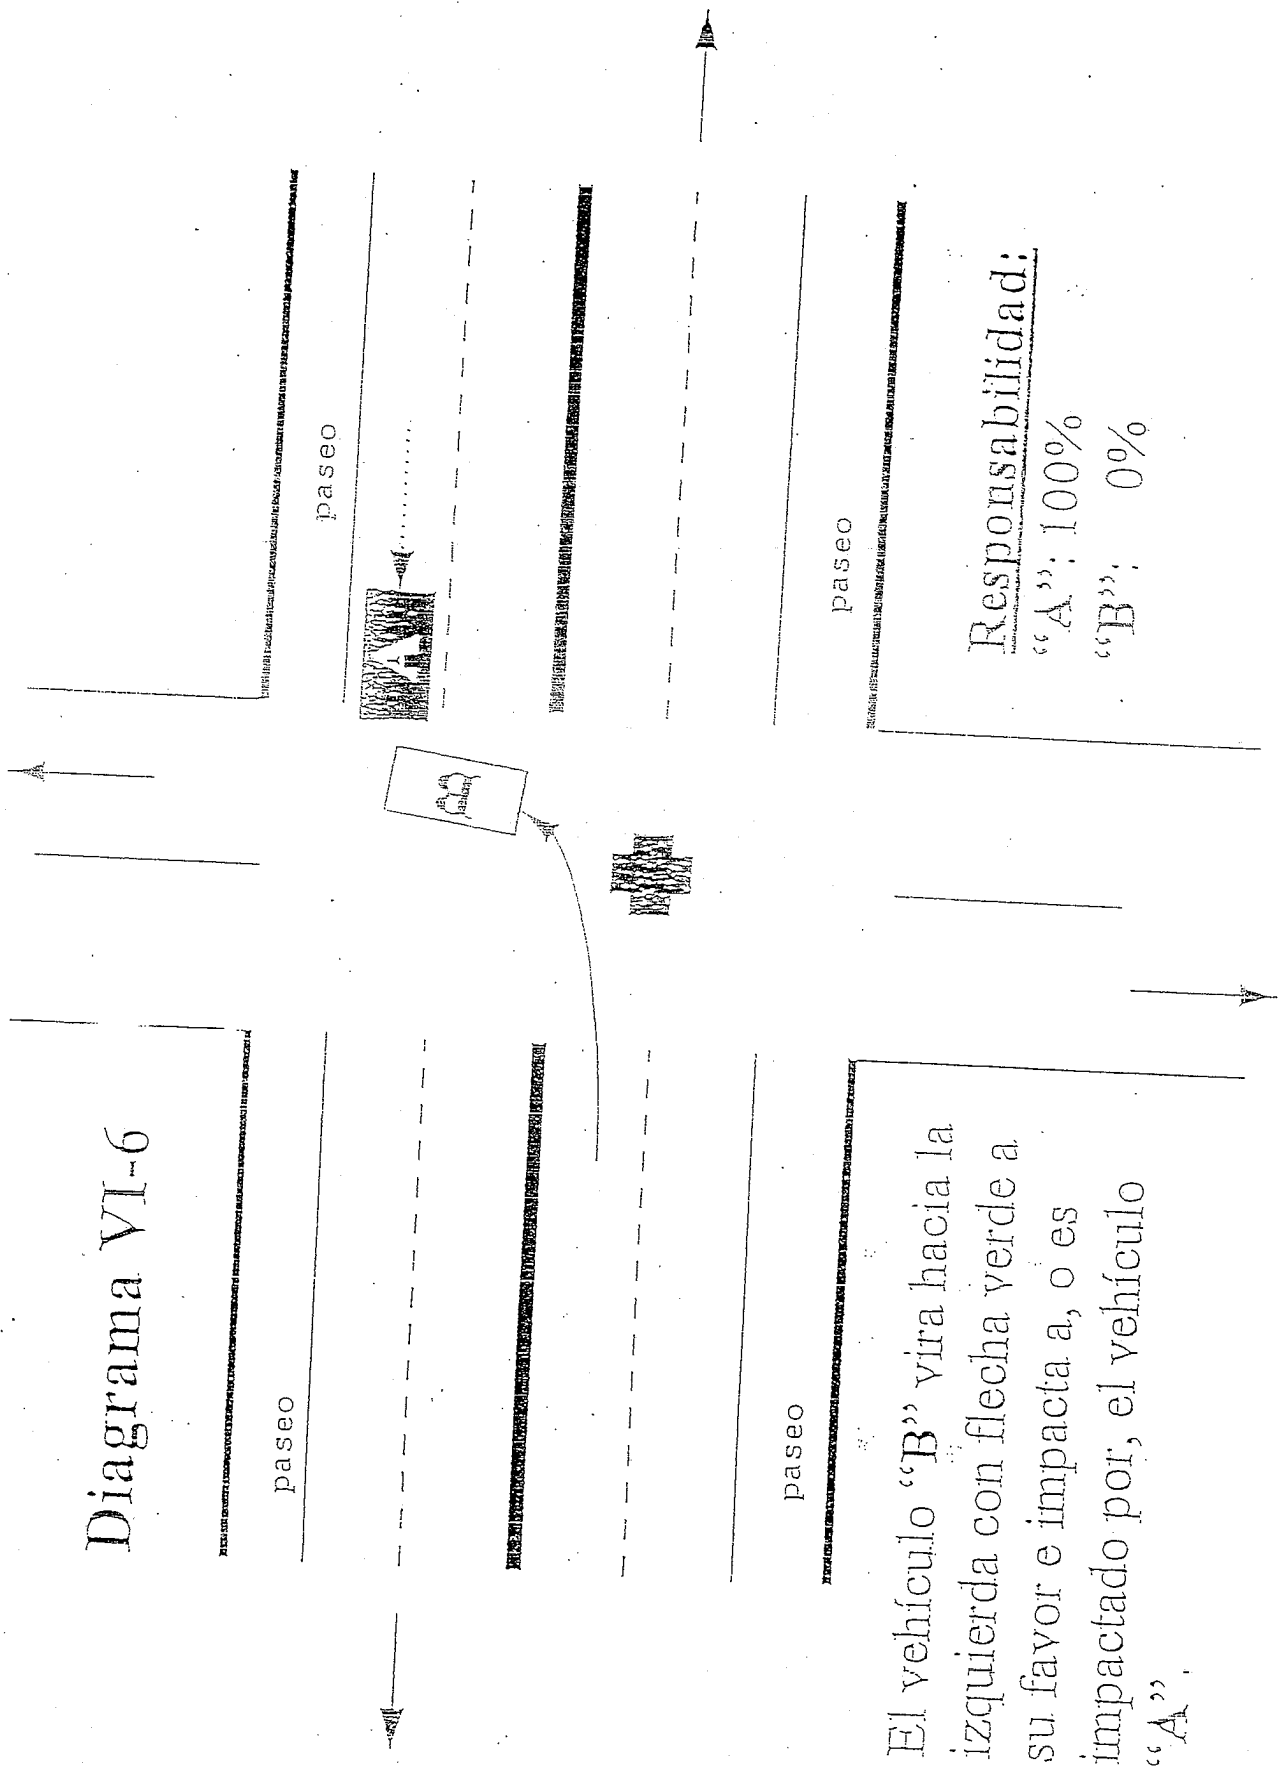 Diagrama VI-6
paseo
paseo
A
B
paseo
paseo
El vehículo “B” vira hacia la
izquierda con flecha verde a
su favor e impacta a, o es
impactado por, el vehículo
“A”.
Responsabilidad:
“A”: 100%
“B”: 0%